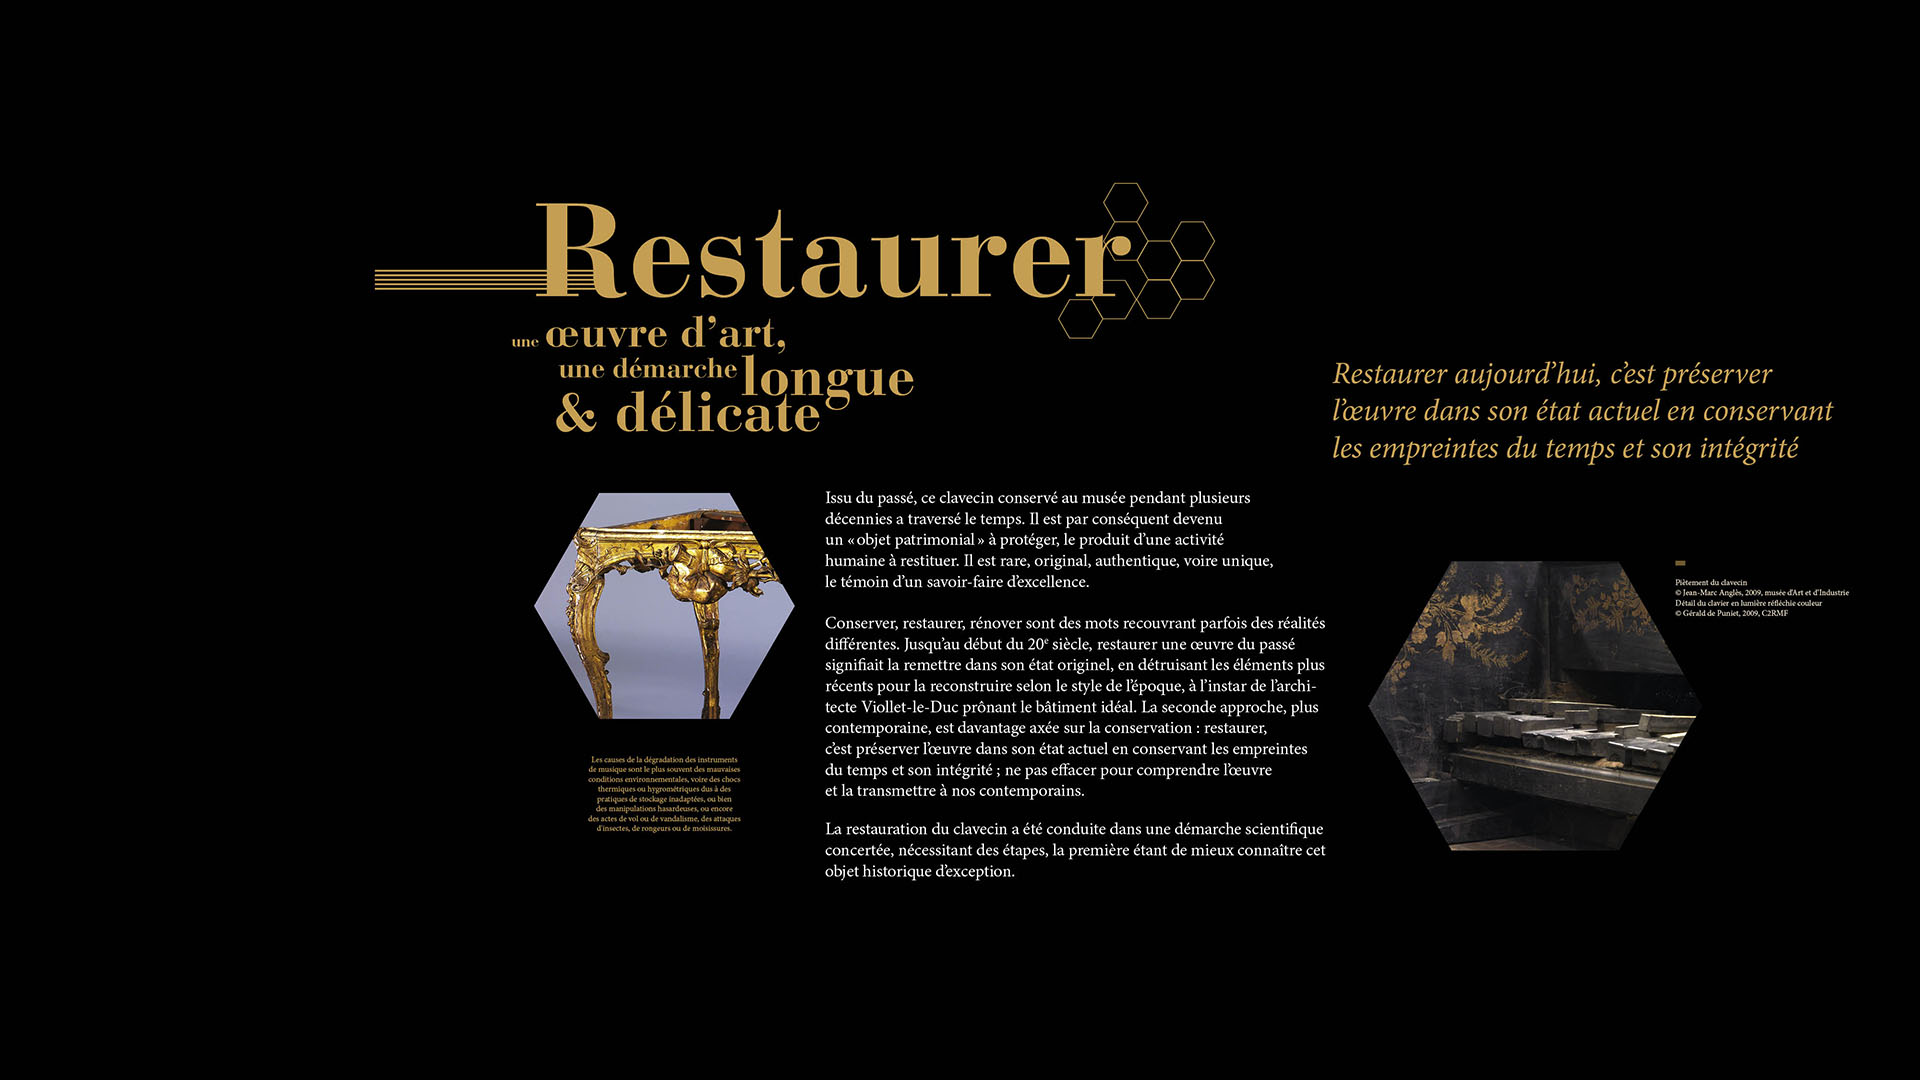 Restaurer
une œuvre d’art,
une démarche longue
& délicate
Restaurer aujourd’hui, c’est préserver
l’œuvre dans son état actuel en conservant
les empreintes du temps et son intégrité
Issu du passé, ce clavecin conservé au musée pendant plusieurs
décennies a traversé le temps. Il est par conséquent devenu
un « objet patrimonial » à protéger, le produit d’une activité
humaine à restituer. Il est rare, original, authentique, voire unique,
le témoin d’un savoir-faire d’excellence.
Conserver, restaurer, rénover sont des mots recouvrant parfois des réalités
différentes. Jusqu’au début du 20e siècle, restaurer une œuvre du passé
signifiait la remettre dans son état originel, en détruisant les éléments plus
récents pour la reconstruire selon le style de l’époque, à l’instar de l’archi-
tecte Viollet-le-Duc prônant le bâtiment idéal. La seconde approche, plus
contemporaine, est davantage axée sur la conservation : restaurer,
c’est préserver l’œuvre dans son état actuel en conservant les empreintes
du temps et son intégrité ; ne pas effacer pour comprendre l’œuvre
et la transmettre à nos contemporains.
La restauration du clavecin a été conduite dans une démarche scientifique
concertée, nécessitant des étapes, la première étant de mieux connaître cet
objet historique d’exception.
Les causes de la dégradation des instruments
de musique sont le plus souvent des mauvaises
conditions environnementales, voire des chocs
thermiques ou hygrométriques dus à des
pratiques de stockage inadaptées, ou bien
des manipulations hasardeuses, ou encore
des actes de vol ou de vandalisme, des attaques
d’insectes, de rongeurs ou de moisissures.
Piètement du clavecin
© Jean-Marc Anglès, 2009, musée d’Art et d’Industrie
Détail du clavier en lumière réfléchie couleur
© Gérald de Puniet, 2009, C2RMF